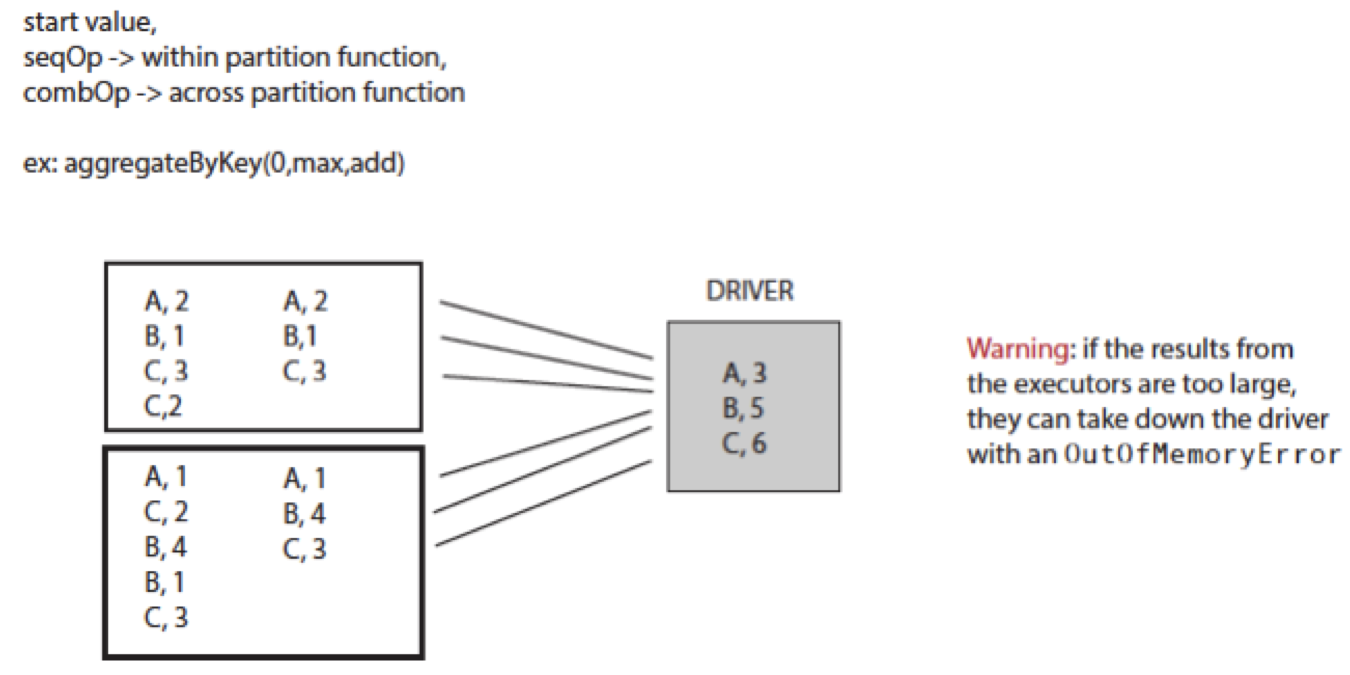 start value,
seqOp -> within partition function,
combOp -> across partition function
ex: aggregateByKey(0,max,add)
A, 2 A, 2
B, 1 B,1
C, 3 C, 3
C,2
A, 1 A, 1
C, 2 B, 4
B, 4 C, 3
B, 1
C, 3
DRIVER
A, 3
B, 5
C, 6
Warning: if the results from
the executors are too large,
they can take down the driver
with an OutOfMemoryError